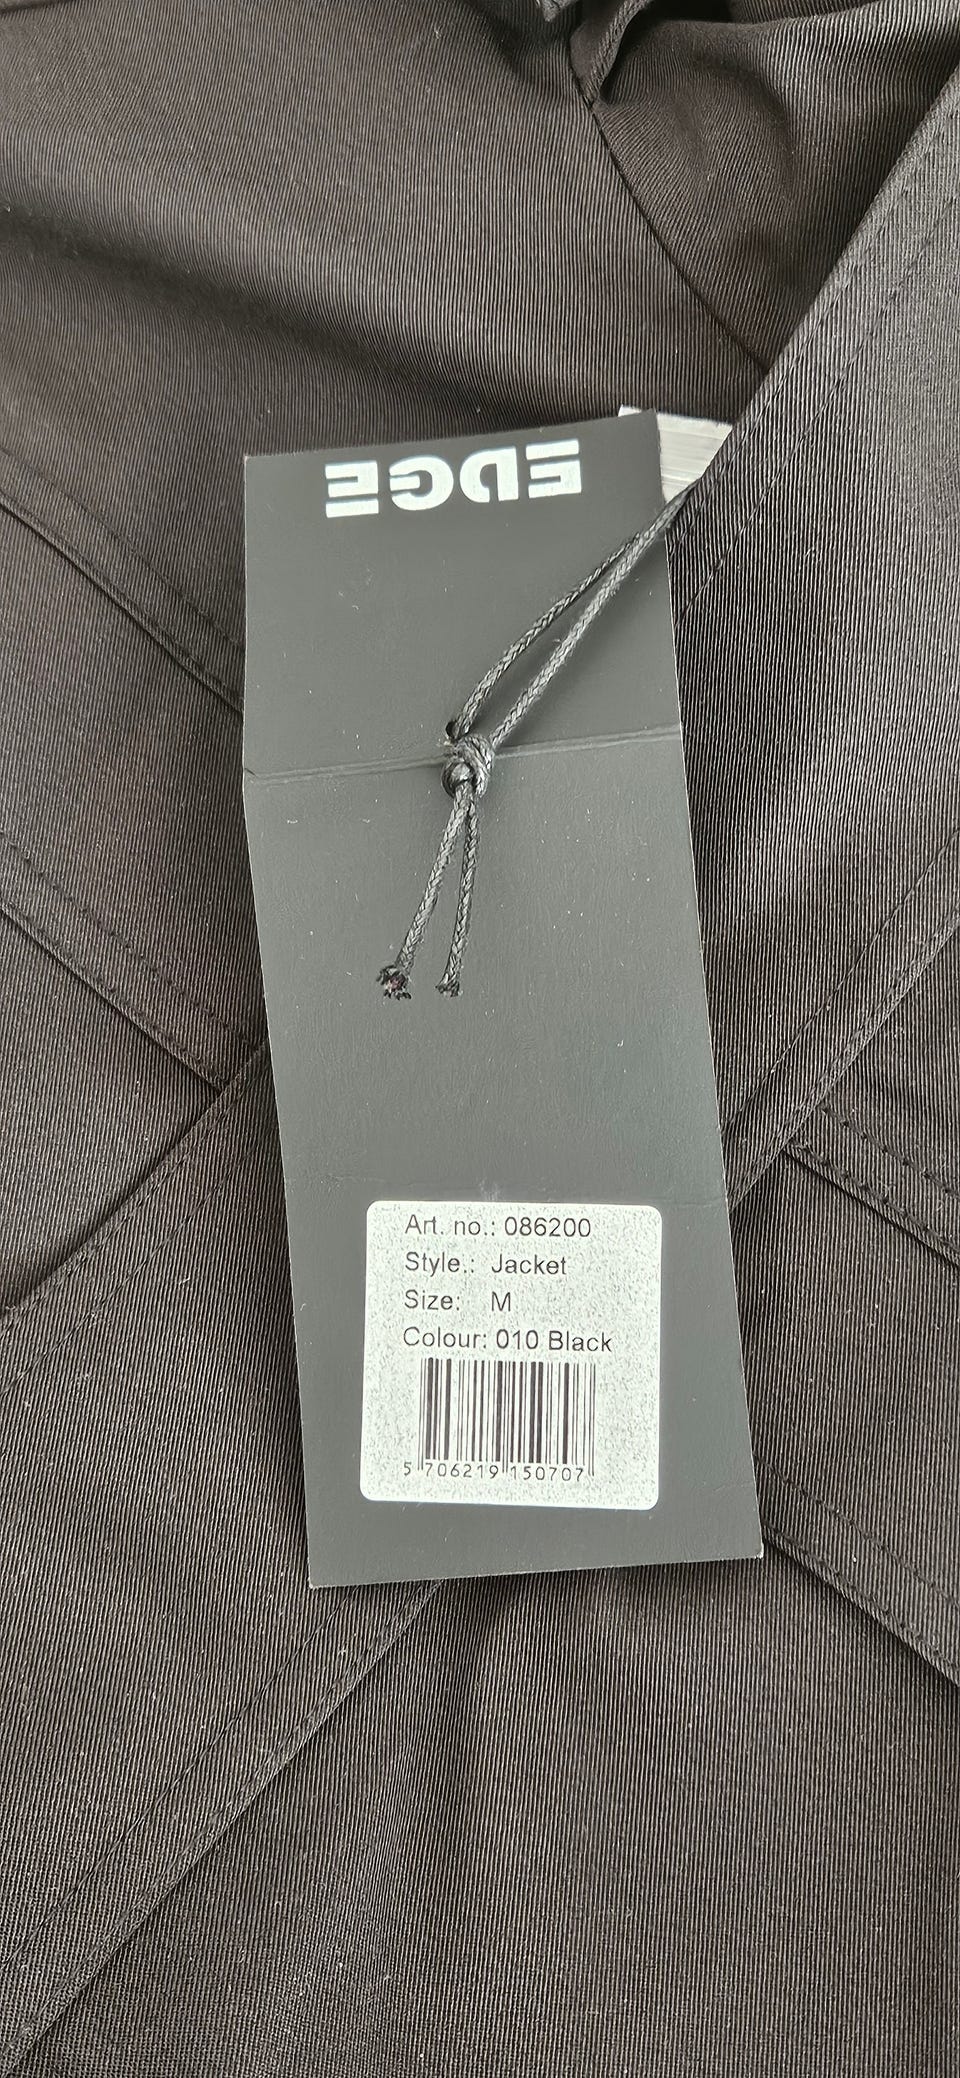 EDGE
Art. no.: 086200
Style.: Jacket
Size: M
Colour: 010 Black
5 706219 150707